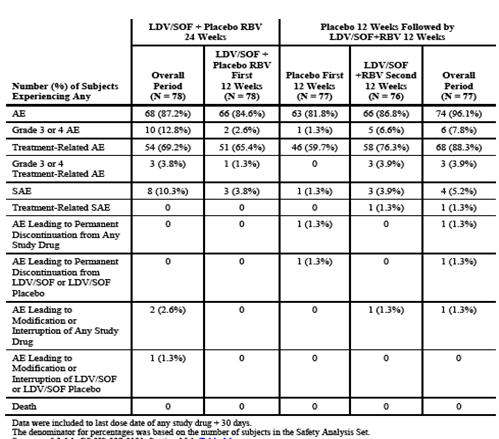 LDV/SOF + Placebo RBV
24 Weeks
Placebo 12 Weeks Followed by
LDV/SOF+RBV 12 Weeks
Number (%) of Subjects
Experiencing Any
Overall
Period
(N = 78)
LDV/SOF +
Placebo RBV
First
12 Weeks
(N = 78)
Placebo First
12 Weeks
(N = 77)
LDV/SOF
+RBV Second
12 Weeks
(N = 76)
Overall
Period
(N = 77)
AE 68 (87.2%) 66 (84.6%) 63 (81.8%) 66 (86.8%) 74 (96.1%)
Grade 3 or 4 AE 10 (12.8%) 2 (2.6%) 1 (1.3%) 5 (6.6%) 6 (7.8%)
Treatment-Related AE 54 (69.2%) 51 (65.4%) 46 (59.7%) 58 (76.3%) 68 (88.3%)
Grade 3 or 4
Treatment-Related AE
3 (3.8%) 1 (1.3%) 0 3 (3.9%) 3 (3.9%)
SAE 8 (10.3%) 3 (3.8%) 1 (1.3%) 3 (3.9%) 4 (5.2%)
Treatment-Related SAE 0 0 0 1 (1.3%) 1 (1.3%)
AE Leading to Permanent
Discontinuation from Any
Study Drug
0 0 1 (1.3%) 0 1 (1.3%)
AE Leading to Permanent
Discontinuation from
LDV/SOF or LDV/SOF
Placebo
0 0 1 (1.3%) 0 1 (1.3%)
AE Leading to
Modification or
Interruption of Any Study
Drug
2 (2.6%) 0 0 1 (1.3%) 1 (1.3%)
AE Leading to
Modification or
Interruption of LDV/SOF
or LDV/SOF Placebo
1 (1.3%) 0 0 0 0
Death 0 0 0 0 0
Data were included to last dose date of any study drug + 30 days.
The denominator for percentages was based on the number of subjects in the Safety Analysis Set.